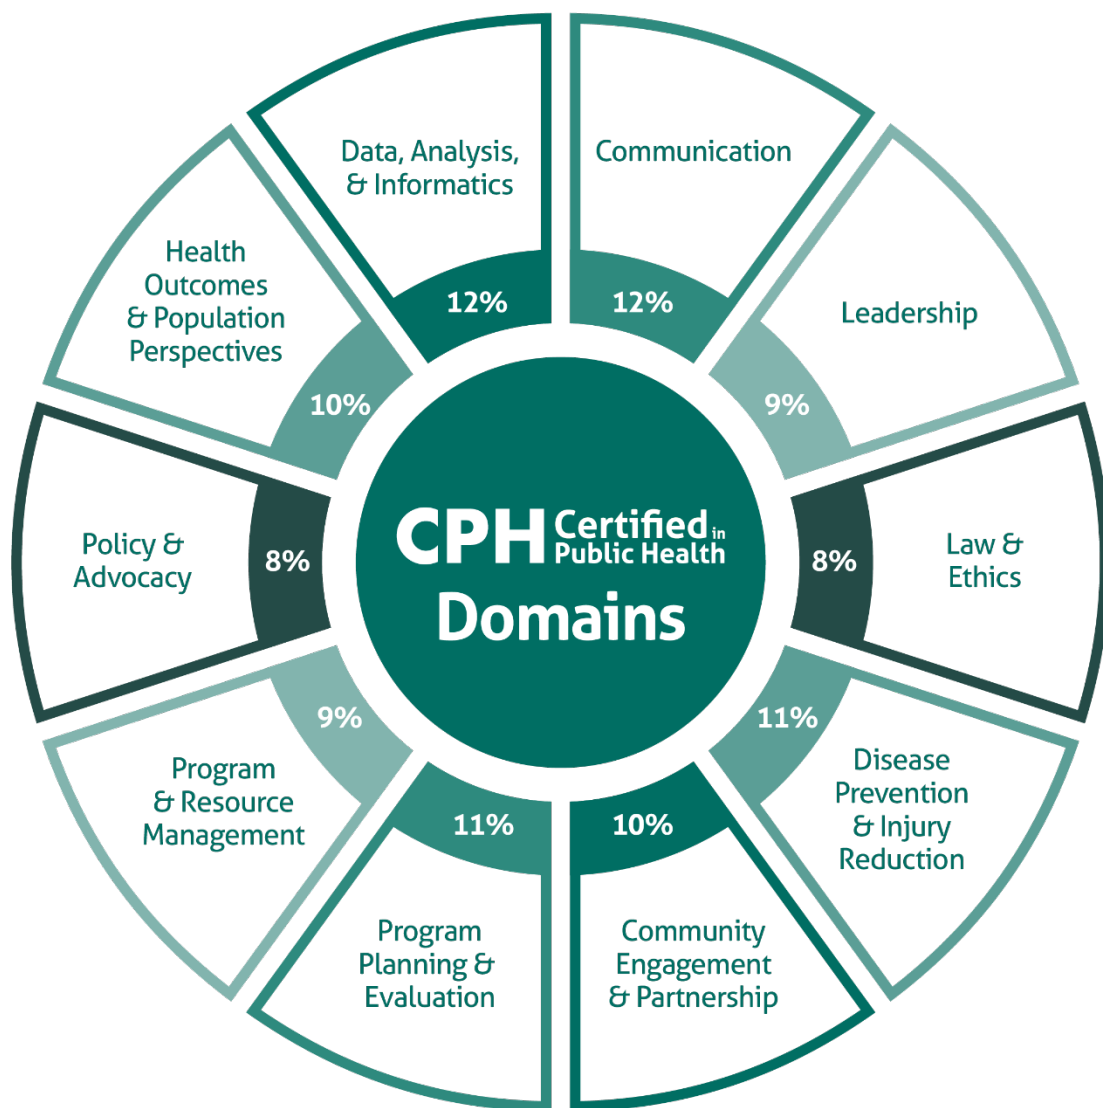 Data, Analysis,
& Informatics
12%
Communication
12%
Leadership
9%
Law &
Ethics
8%
Disease
Prevention
& Injury
Reduction
11%
Community
Engagement
& Partnership
10%
Program
Planning &
Evaluation
11%
Program
& Resource
Management
9%
Policy &
Advocacy
8%
Health
Outcomes
& Population
Perspectives
10%
CPH Certified in
Public Health
Domains